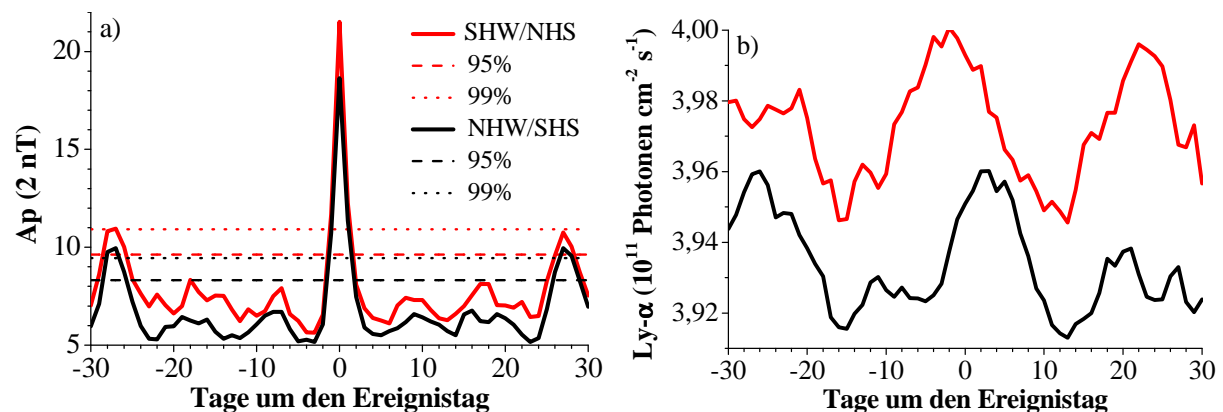 a)
Ap (2 nT)
20
15
10
5
SHW/NHS
95%
99%
NHW/SHS
95%
99%
-30 -20 -10 0 10 20 30
Tage um den Ereignistag
b)
Ly-α (10¹¹ Photonen cm⁻² s⁻¹)
4,00
3,98
3,96
3,94
3,92
-30 -20 -10 0 10 20 30
Tage um den Ereignistag